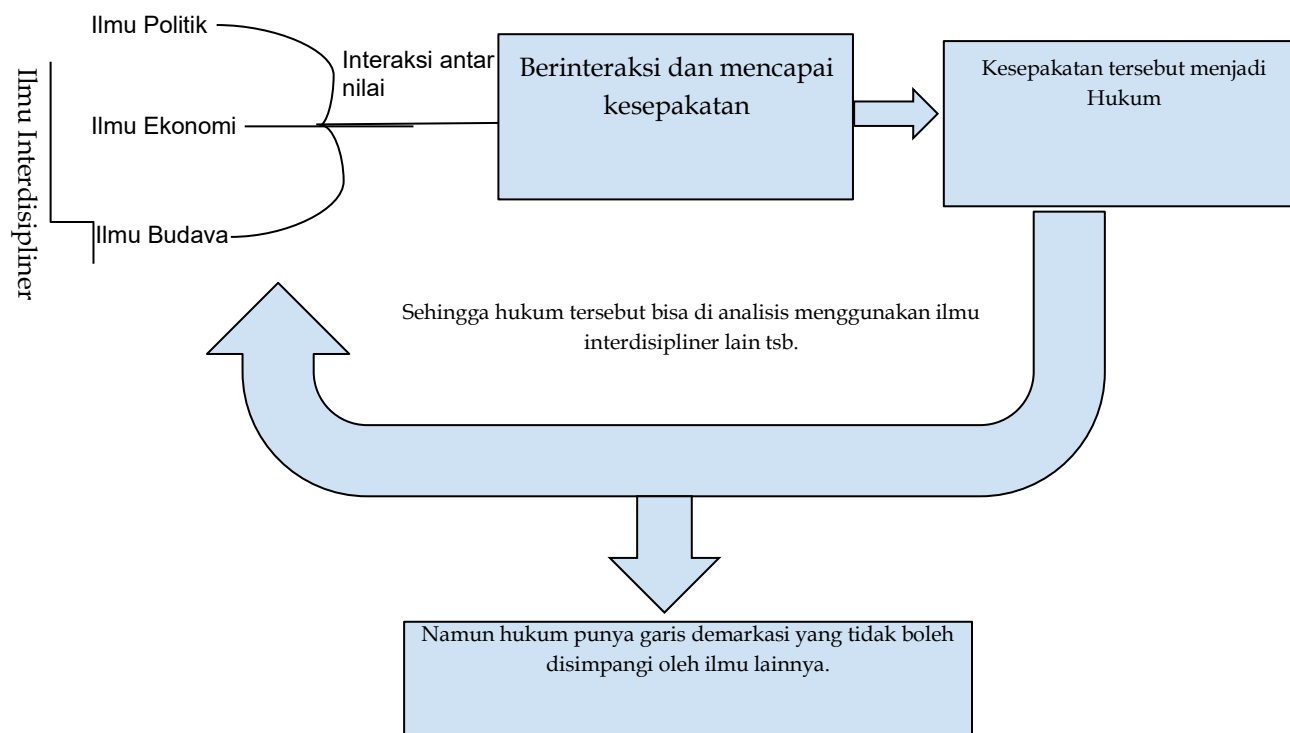 Ilmu Interdisipliner
Ilmu Politik
Ilmu Ekonomi
Ilmu Budava
Interaksi antar
nilai
Berinteraksi dan mencapai
kesepakatan
Kesepakatan tersebut menjadi
Hukum
Sehingga hukum tersebut bisa di analisis menggunakan ilmu
interdisipliner lain tsb.
Namun hukum punya garis demarkasi yang tidak boleh
disimpangi oleh ilmu lainnya.